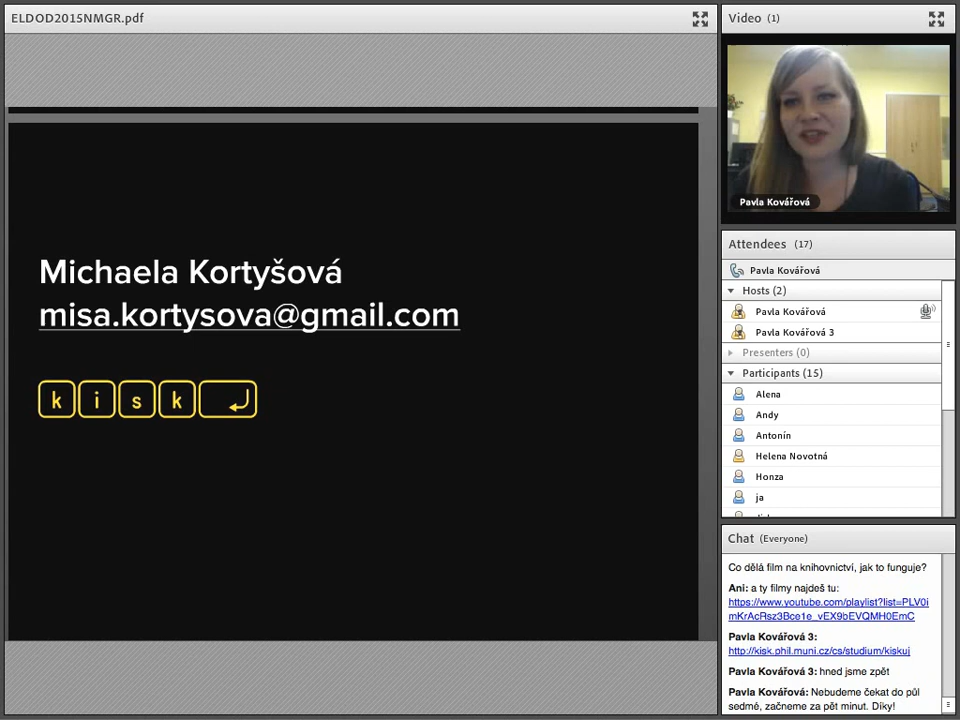 ELDOD2015NMGR.pdf
Michaela Kortyšová
misa.kortysova@gmail.com
k i s k
Video (1)
Pavla Kovářová
Attendees (17)
Pavla Kovářová
Hosts (2)
Pavla Kovářová
Pavla Kovářová 3
Presenters (0)
Participants (15)
Alena
Andy
Antonín
Helena Novotná
Honza
ja
Chat (Everyone)
Co dělá film na knihovnictví, jak to funguje?
Ani: a ty filmy najdeš tu:
https://www.youtube.com/playlist?list=PLV0i
mKrAcRsz3Bce1e_vEX9bEVQMH0EmC
Pavla Kovářová 3:
http://kisk.phil.muni.cz/cs/studium/kiskuj
Pavla Kovářová 3: hned jsme zpět
Pavla Kovářová: Nebudeme čekat do půl
sedmé, začneme za pět minut. Díky!